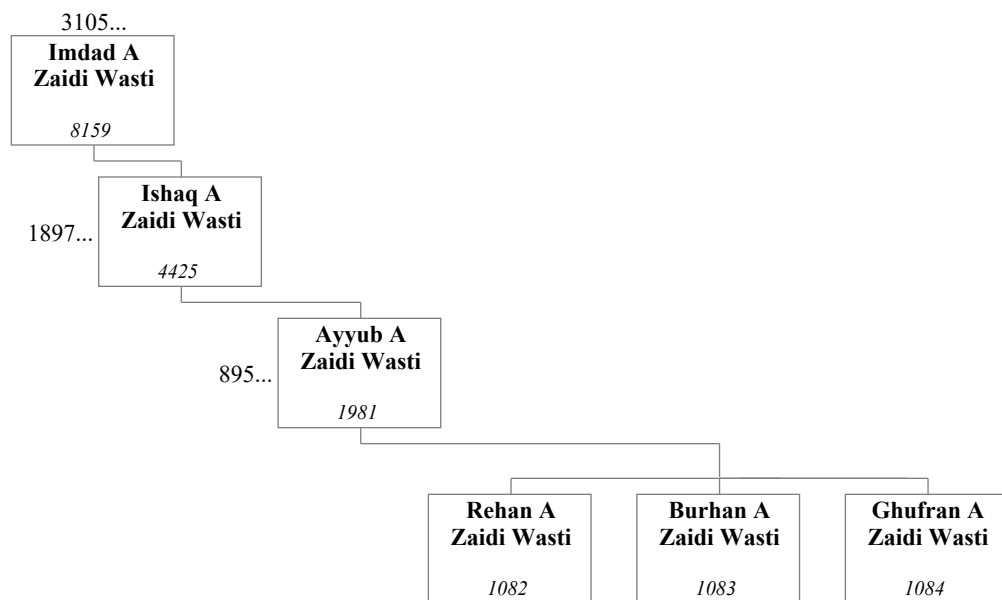 3105...
Imdad A
Zaidi Wasti
8159
Ishaq A
Zaidi Wasti
1897...
4425
Ayyub A
Zaidi Wasti
895...
1981
Rehan A
Zaidi Wasti
1082
Burhan A
Zaidi Wasti
1083
Ghufran A
Zaidi Wasti
1084